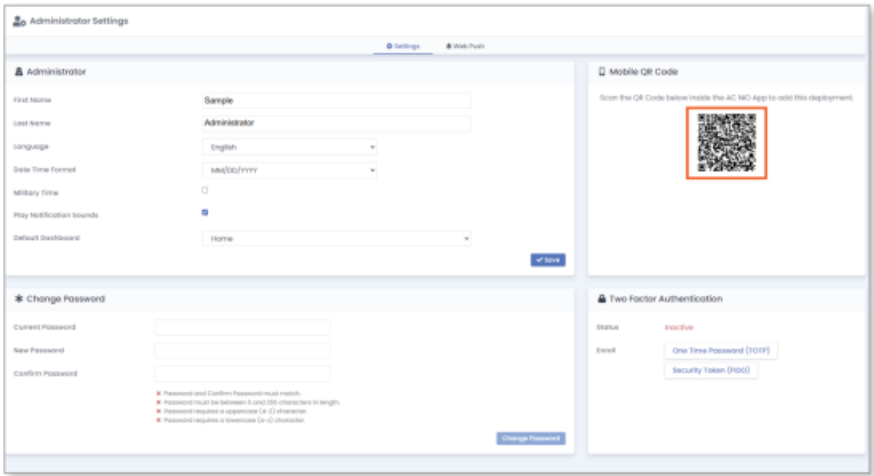 Administrator Settings
Settings
Web Push
Administrator
First Name
Sample
Last Name
Administrator
Language
English
Date Time Format
MM/DD/YYYY
Military Time
Play Notification Sounds
Default Dashboard
Home
Save
Mobile QR Code
Scan the QR Code below inside the AC NIO App to add this deployment.
Change Password
Current Password
New Password
Confirm Password
Password and Confirm Password must match.
Password must be between 5 and 255 characters in length.
Password requires a uppercase (A-Z) character.
Password requires a lowercase (a-z) character.
Change Password
Two Factor Authentication
Status
Inactive
Enroll
One Time Password (TOTP)
Security Token (FIDO)